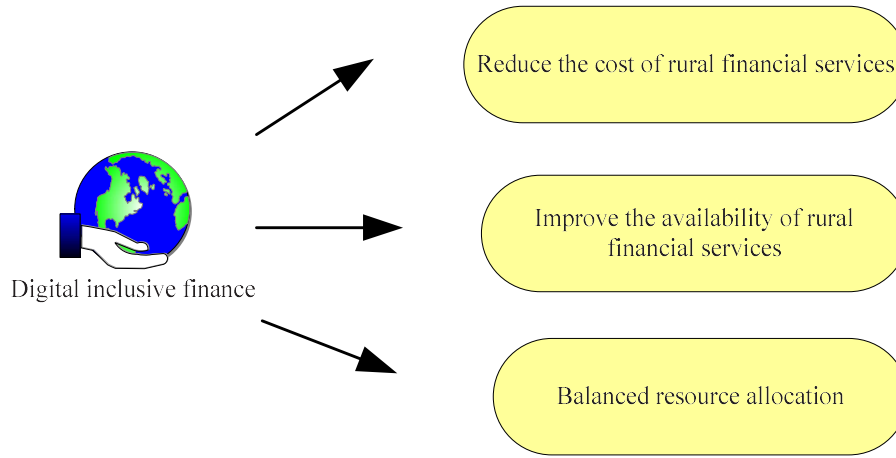 Reduce the cost of rural financial services
Improve the availability of rural
financial services
Digital inclusive finance
Balanced resource allocation